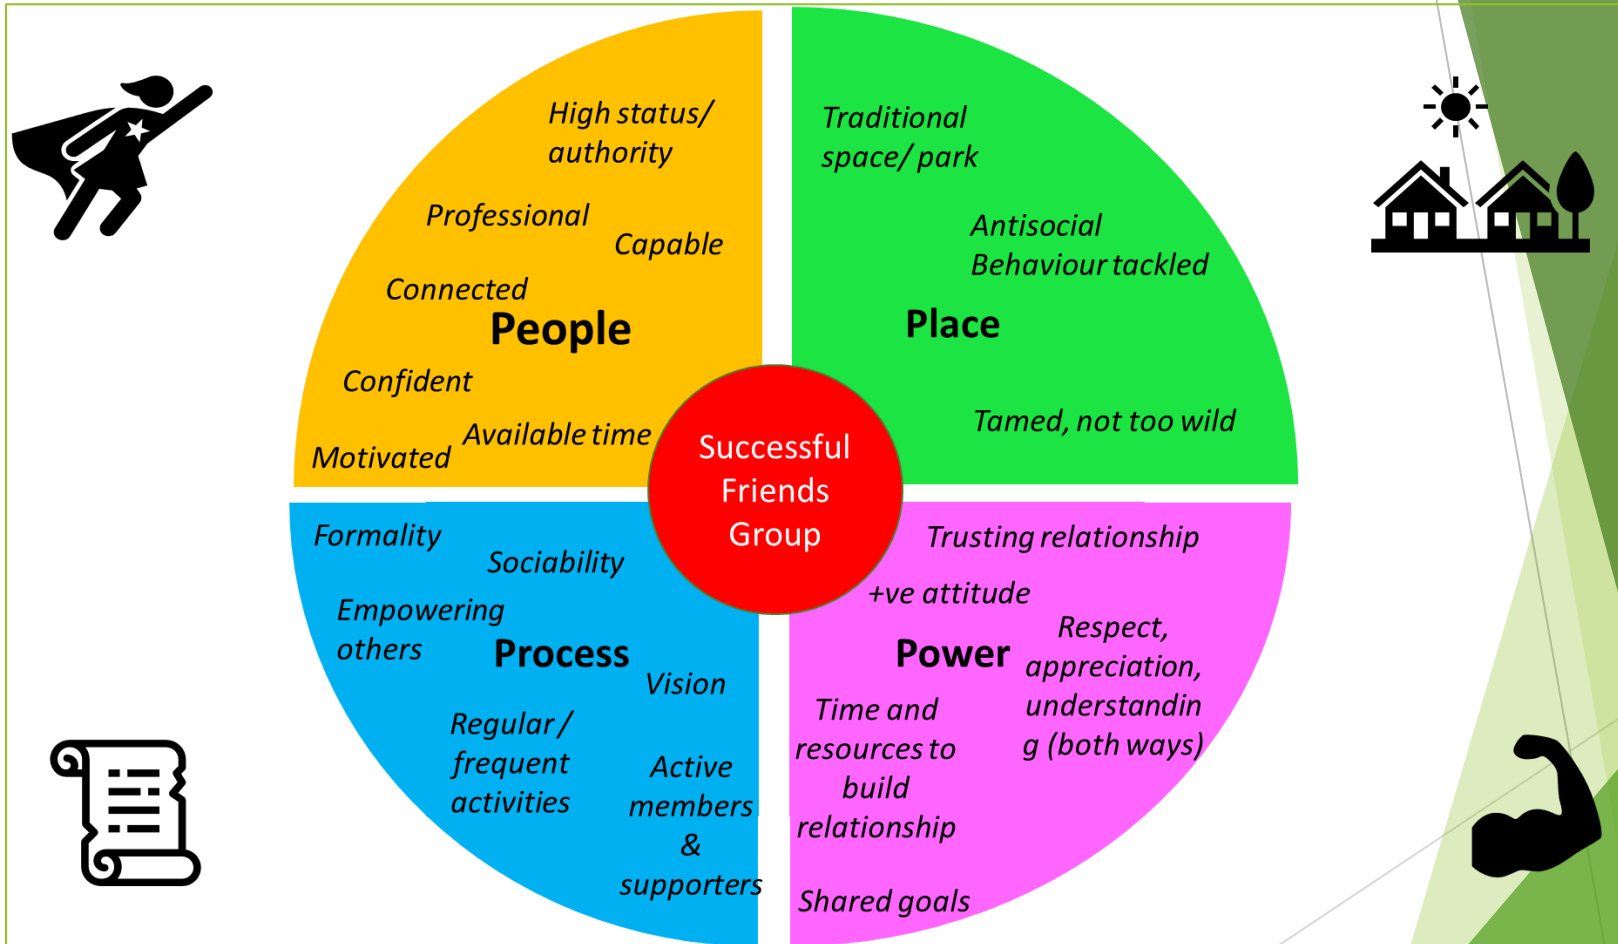 High status/
authority
Professional
Capable
Connected
People
Confident
Available time
Motivated
Traditional
space/ park
Antisocial
Behaviour tackled
Place
Tamed, not too wild
Successful
Friends
Group
Formality
Sociability
Empowering
others
Process
Vision
Regular /
frequent
activities
Active
members
&
supporters
Trusting relationship
+ve attitude
Respect,
appreciation,
understandin
g (both ways)
Power
Time and
resources to
build
relationship
Shared goals